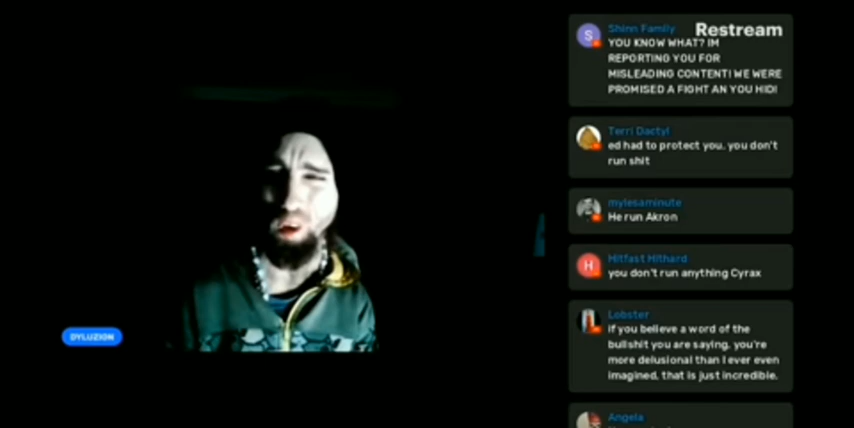 Restream
Shinn Family
YOU KNOW WHAT? IM
REPORTING YOU FOR
MISLEADING CONTENT! WE WERE
PROMISED A FIGHT AN YOU HID!
Terri Dactyl
ed had to protect you. you don't
run shit
mylesaminute
He run Akron
H
Hitfast Hithard
you don't run anything Cyrax
Lobster
if you believe a word of the
bullshit you are saying, you're
more delusional than I ever even
imagined, that is just incredible.
Angela
S
DYLUZION